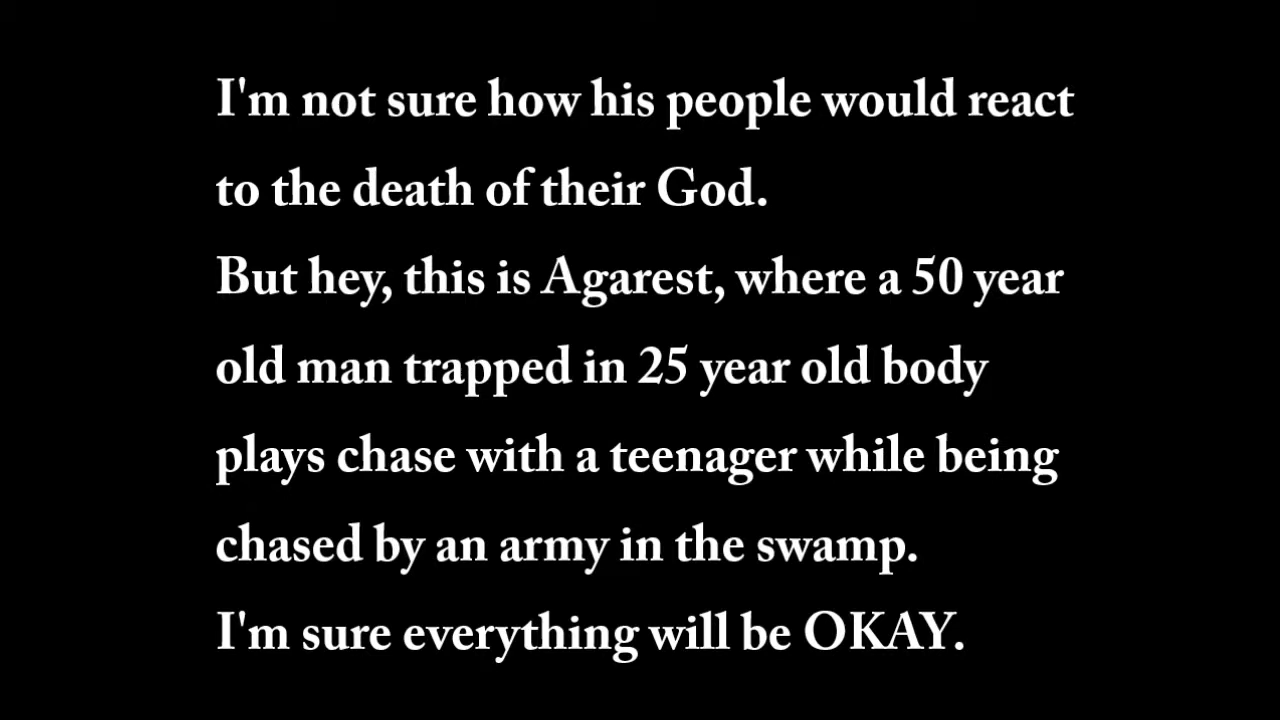 I'm not sure how his people would react
to the death of their God.
But hey, this is Agarest, where a 50 year
old man trapped in 25 year old body
plays chase with a teenager while being
chased by an army in the swamp.
I'm sure everything will be OKAY.